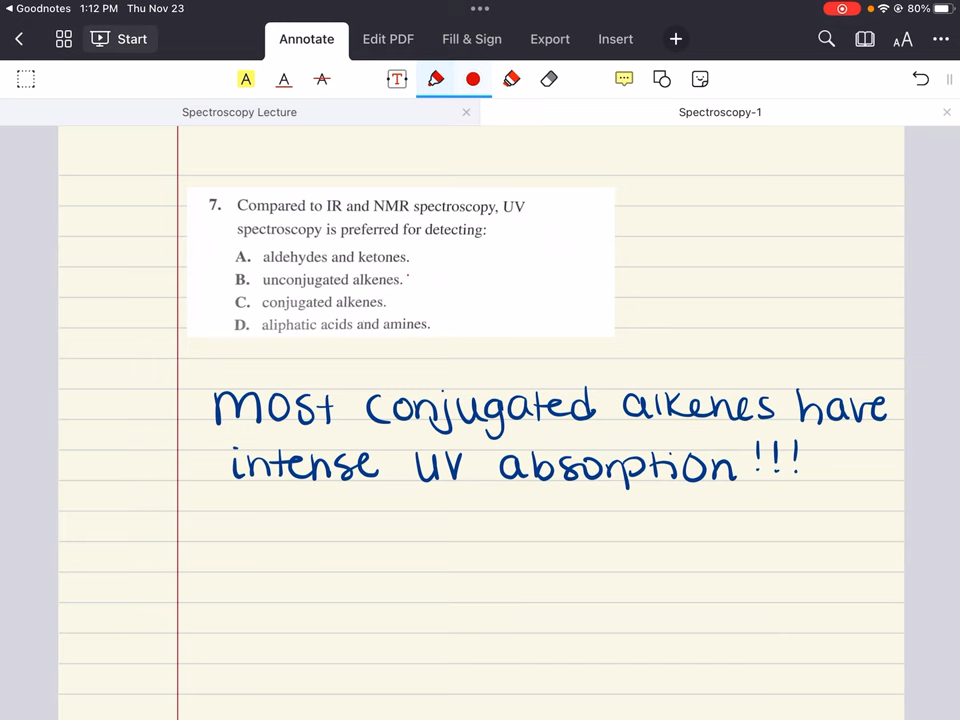 Goodnotes 1:12 PM Thu Nov 23 80%
Start Annotate Edit PDF Fill & Sign Export Insert AA
A A A T
Spectroscopy Lecture Spectroscopy-1
7. Compared to IR and NMR spectroscopy, UV
spectroscopy is preferred for detecting:
A. aldehydes and ketones.
B. unconjugated alkenes.
C. conjugated alkenes.
D. aliphatic acids and amines.
most conjugated alkenes have
intense UV absorption!!!